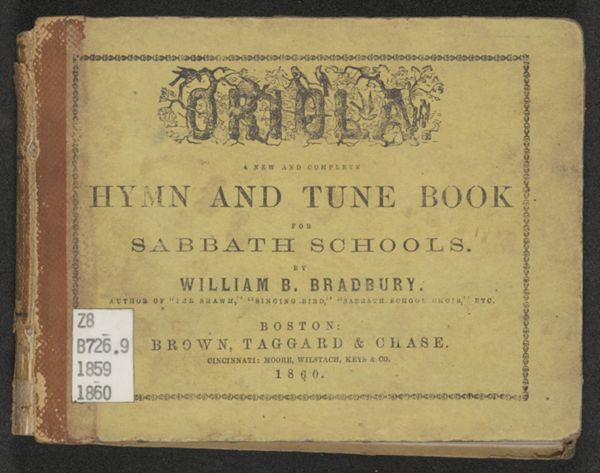 ORIOLA
A NEW AND COMPLETE
HYMN AND TUNE BOOK
FOR
SABBATH SCHOOLS.
BY
WILLIAM B. BRADBURY.
AUTHOR OF "THE SHAWM," "SINGING BIRD," "SABBATH SCHOOL CHOIR," ETC.
BOSTON:
BROWN, TAGGARD & CHASE.
CINCINNATI: MOORE, WILSTACH, KEYS & CO.
1860.
Z8
B726.9
1859
1860